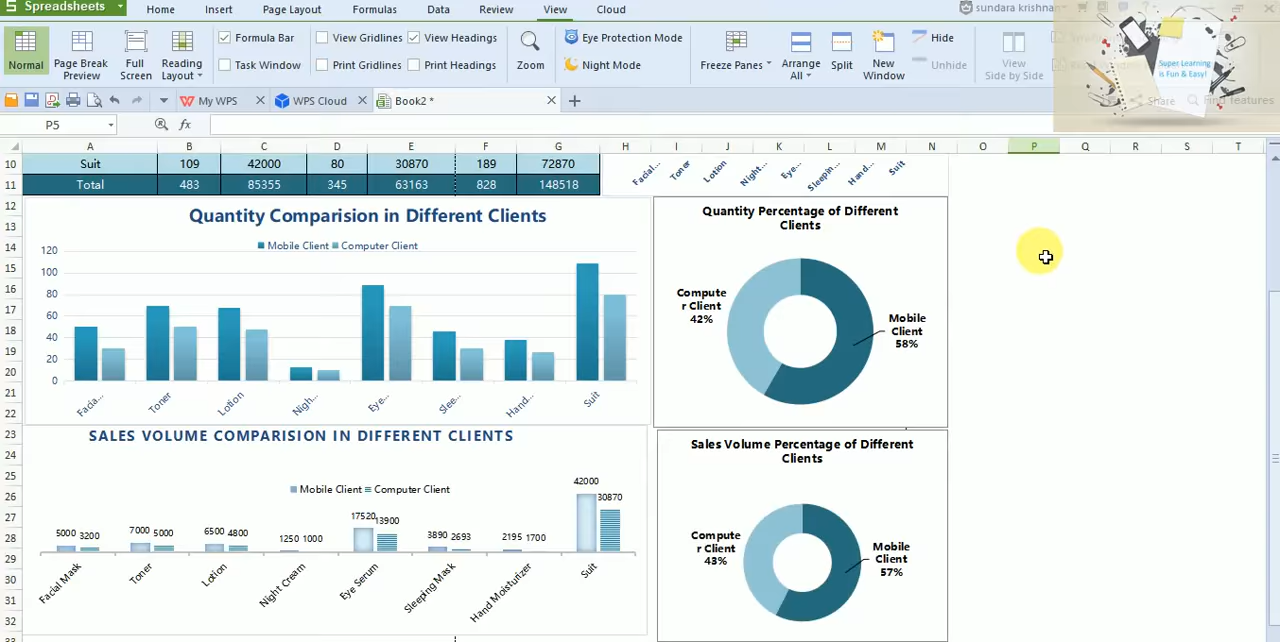 S Spreadsheets
Home Insert Page Layout Formulas Data Review View Cloud
sundara krishnan
Normal
Page Break
Preview
Full
Screen
Reading
Layout
Formula Bar
Task Window
View Gridlines
Print Gridlines
Headings
Print Headings
Zoom
Eye Protection Mode
Night Mode
Freeze Panes
Arrange
All
Split
New
Window
Hide
Unhide
View
Side by Side
Super Learning
is Fun & Easy!
My WPS
WPS Cloud
Book2 *
Share
Find features
P5
fx
A B C D E F G H I J K L M N O P Q R S T
10 Suit 109 42000 80 30870 189 72870
11 Total 483 85355 345 63163 828 148518
Facial... Toner Lotion Night... Eye... Sleepin... Hand... Suit
12
13
14
15
16
17
18
19
20
21
22
23
24
25
26
27
28
29
30
31
32
33
Quantity Comparision in Different Clients
Mobile Client Computer Client
120
100
80
60
40
20
0
Facia... Toner Lotion Nigh... Eye... Slee... Hand... Suit
Quantity Percentage of Different
Clients
Compute
r Client
42%
Mobile
Client
58%
SALES VOLUME COMPARISION IN DIFFERENT CLIENTS
Mobile Client Computer Client
5000 3200 7000 5000 6500 4800 1250 1000 17520 13900 3890 2693 2195 1700 42000 30870
Facial Mask Toner Lotion Night Cream Eye Serum Sleeping Mask Hand Moisturizer Suit
Sales Volume Percentage of Different
Clients
Compute
r Client
43%
Mobile
Client
57%